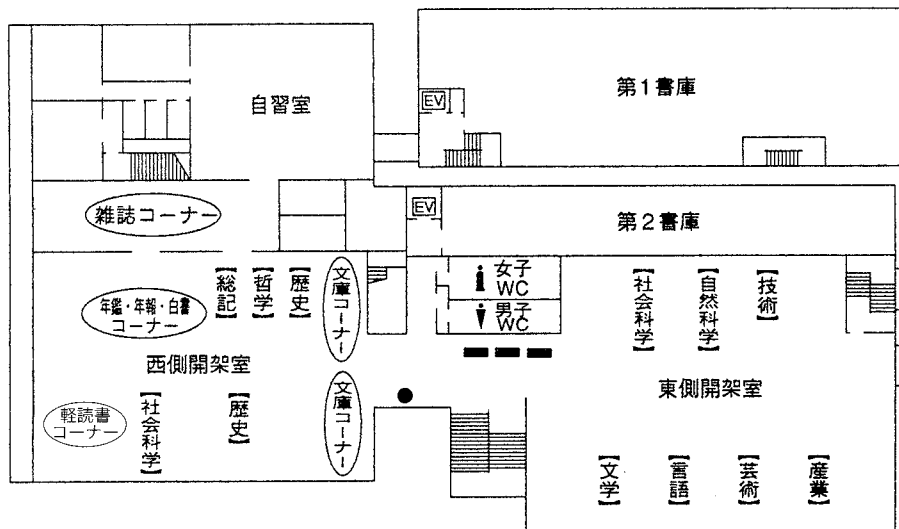 自習室
EV
第1書庫
雑誌コーナー
EV
第2書庫
【総記】
【哲学】
【歴史】
文庫コーナー
女子
WC
男子
WC
【社会科学】
【自然科学】
【技術】
年鑑・年報・白書
コーナー
西側開架室
東側開架室
軽読書
コーナー
【社会科学】
【歴史】
文庫コーナー
【文学】
【言語】
【芸術】
【産業】